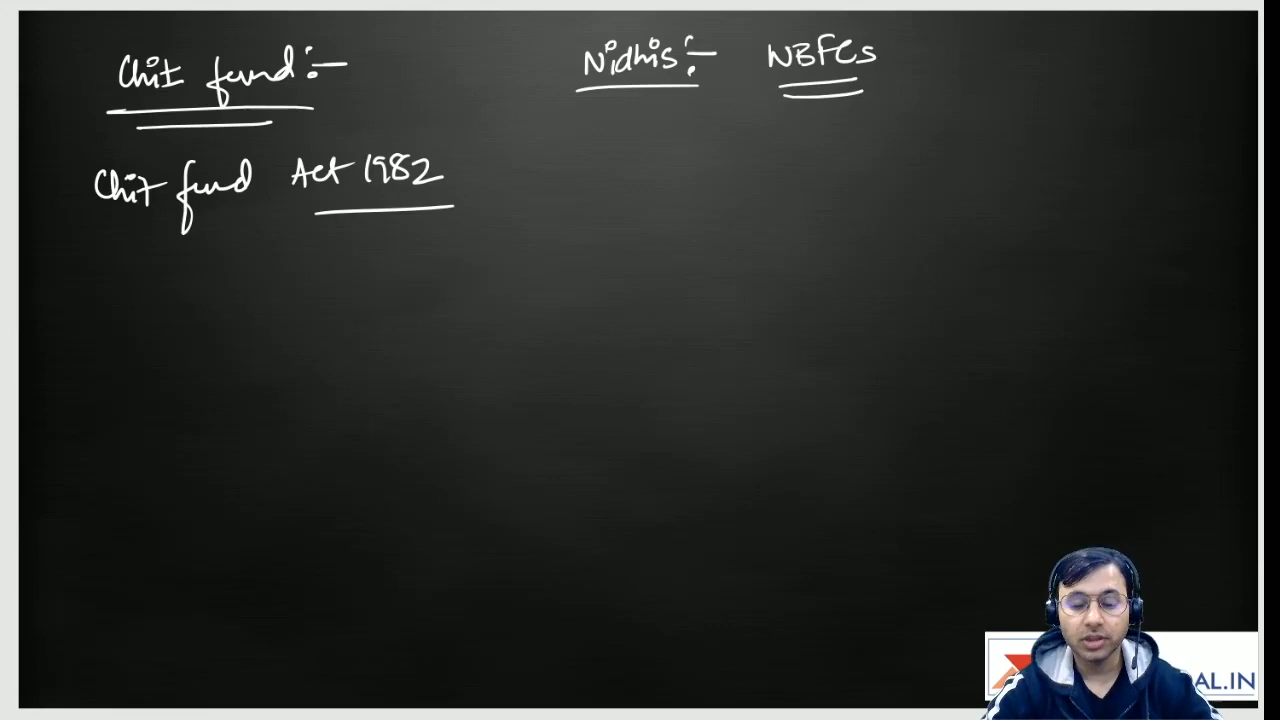 Chit fund :-
Chit fund Act 1982
Nidhis :- NBFCs
AL.IN